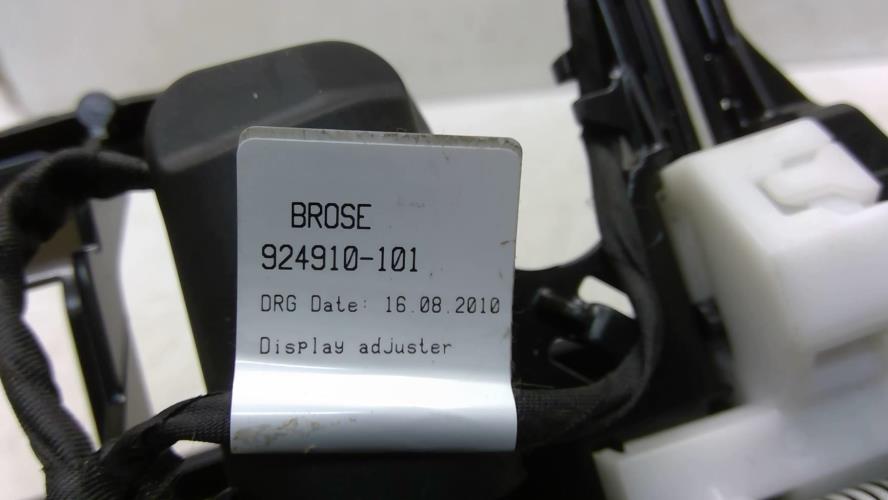 BROSE
924910-101
DRG Date: 16.08.2010
Display adjuster